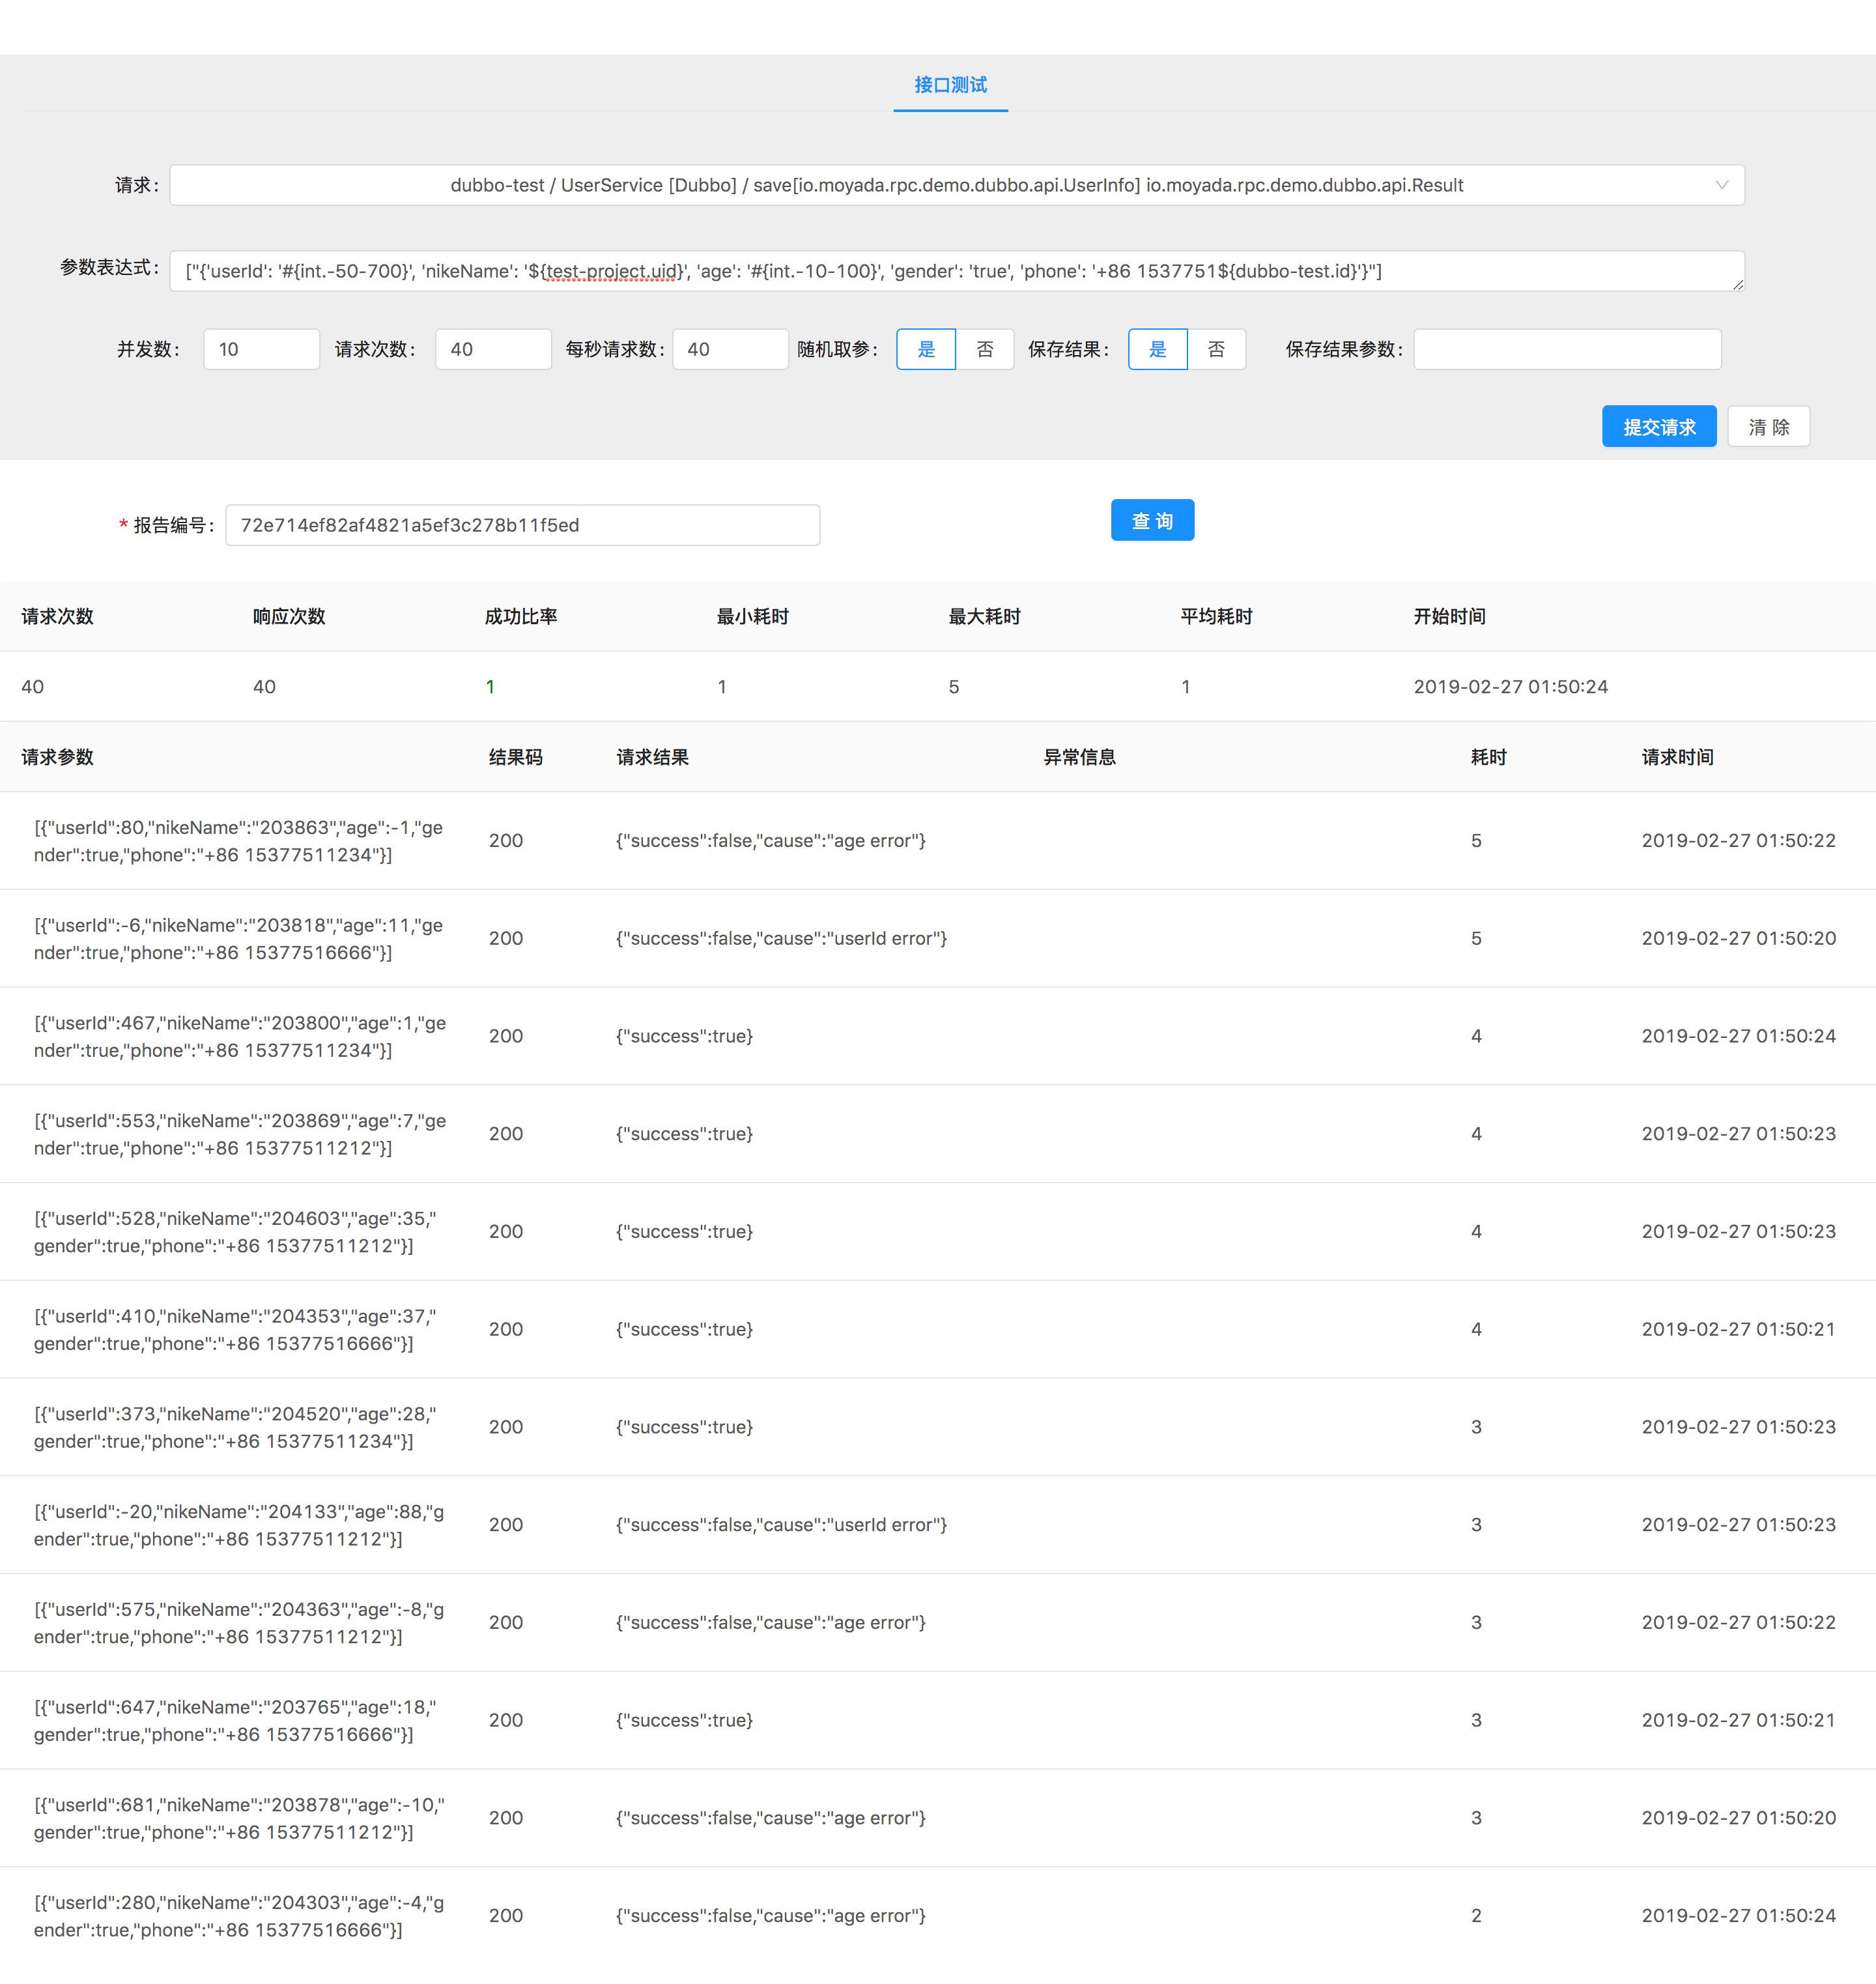 接口测试
请求: dubbo-test / UserService [Dubbo] / save[io.moyada.rpc.demo.dubbo.api.UserInfo] io.moyada.rpc.demo.dubbo.api.Result
参数表达式: ["{'userId': '#{int.-50-700}', 'nikeName': '${test-project.uid}', 'age': '#{int.-10-100}', 'gender': 'true', 'phone': '+86 1537751${dubbo-test.id}'}"]
并发数: 10 请求次数: 40 每秒请求数: 40 随机取参: 是 否 保存结果: 是 否 保存结果参数:
提交请求 清 除
* 报告编号: 72e714ef82af4821a5ef3c278b11f5ed 查 询
请求次数 响应次数 成功比率 最小耗时 最大耗时 平均耗时 开始时间
40 40 1 1 5 1 2019-02-27 01:50:24
请求参数 结果码 请求结果 异常信息 耗时 请求时间
[{"userId":80,"nikeName":"203863","age":-1,"ge
nder":true,"phone":"+86 15377511234"}] 200 {"success":false,"cause":"age error"} 5 2019-02-27 01:50:22
[{"userId":-6,"nikeName":"203818","age":11,"ge
nder":true,"phone":"+86 15377516666"}] 200 {"success":false,"cause":"userId error"} 5 2019-02-27 01:50:20
[{"userId":467,"nikeName":"203800","age":1,"ge
nder":true,"phone":"+86 15377511234"}] 200 {"success":true} 4 2019-02-27 01:50:24
[{"userId":553,"nikeName":"203869","age":7,"ge
nder":true,"phone":"+86 15377511212"}] 200 {"success":true} 4 2019-02-27 01:50:23
[{"userId":528,"nikeName":"204603","age":35,"
gender":true,"phone":"+86 15377511212"}] 200 {"success":true} 4 2019-02-27 01:50:23
[{"userId":410,"nikeName":"204353","age":37,"
gender":true,"phone":"+86 15377516666"}] 200 {"success":true} 4 2019-02-27 01:50:21
[{"userId":373,"nikeName":"204520","age":28,"
gender":true,"phone":"+86 15377511234"}] 200 {"success":true} 3 2019-02-27 01:50:23
[{"userId":-20,"nikeName":"204133","age":88,"g
ender":true,"phone":"+86 15377511212"}] 200 {"success":false,"cause":"userId error"} 3 2019-02-27 01:50:23
[{"userId":575,"nikeName":"204363","age":-8,"g
ender":true,"phone":"+86 15377511212"}] 200 {"success":false,"cause":"age error"} 3 2019-02-27 01:50:22
[{"userId":647,"nikeName":"203765","age":18,"
gender":true,"phone":"+86 15377516666"}] 200 {"success":true} 3 2019-02-27 01:50:21
[{"userId":681,"nikeName":"203878","age":-10,"
gender":true,"phone":"+86 15377511212"}] 200 {"success":false,"cause":"age error"} 3 2019-02-27 01:50:20
[{"userId":280,"nikeName":"204303","age":-4,"g
ender":true,"phone":"+86 15377516666"}] 200 {"success":false,"cause":"age error"} 2 2019-02-27 01:50:24